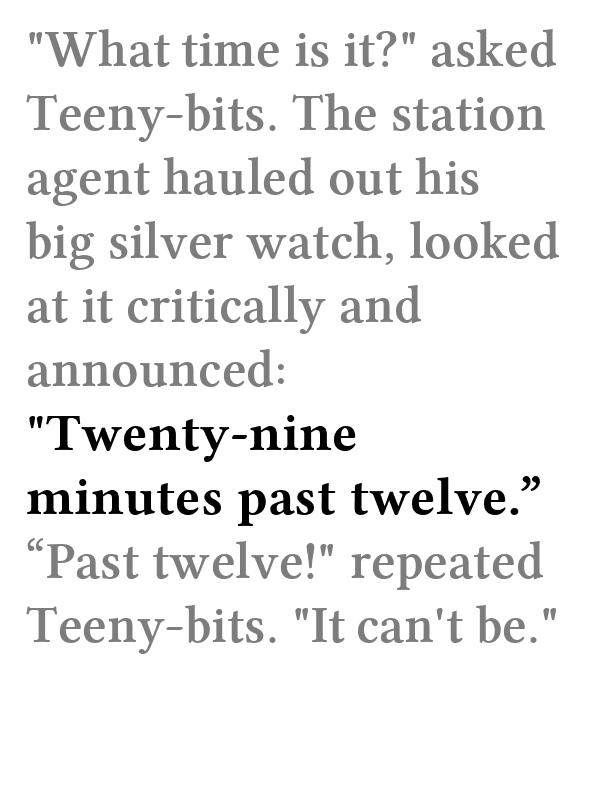 "What time is it?" asked
Teeny-bits. The station
agent hauled out his
big silver watch, looked
at it critically and
announced:
"Twenty-nine
minutes past twelve.”
“Past twelve!" repeated
Teeny-bits. "It can't be."